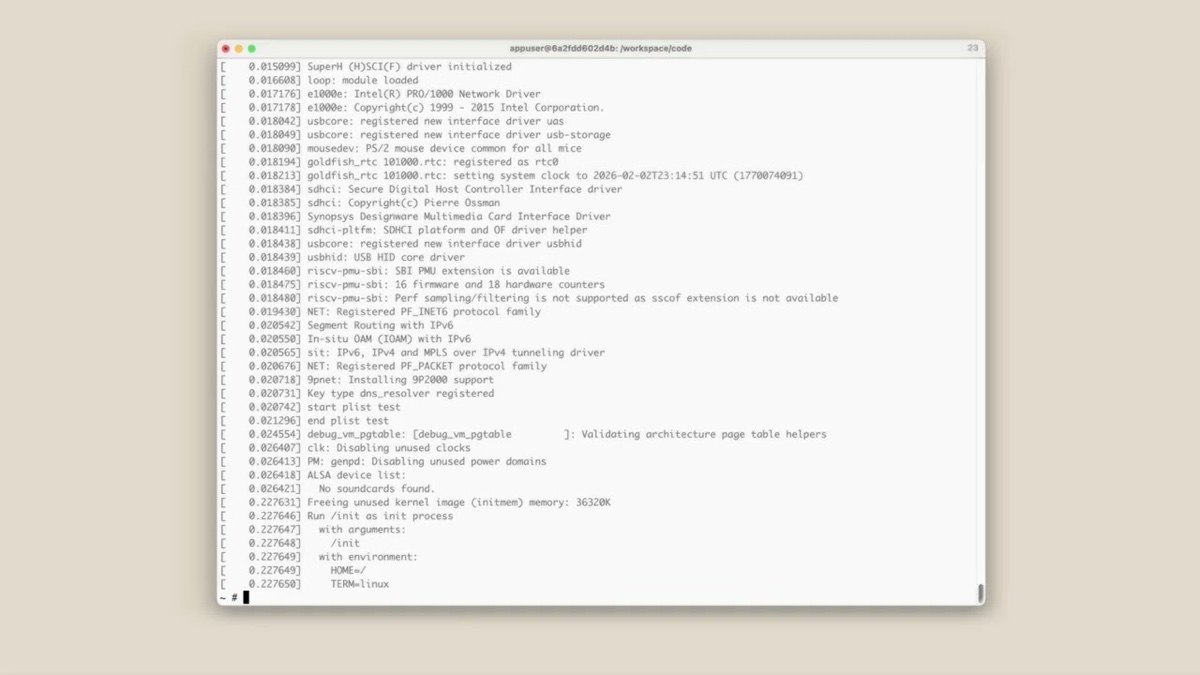 appuser@6a2fdd602d4b: /workspace/code 23
[    0.015099] SuperH (H)SCI(F) driver initialized
[    0.016608] loop: module loaded
[    0.017176] e1000e: Intel(R) PRO/1000 Network Driver
[    0.017178] e1000e: Copyright(c) 1999 - 2015 Intel Corporation.
[    0.018042] usbcore: registered new interface driver uas
[    0.018049] usbcore: registered new interface driver usb-storage
[    0.018090] mousedev: PS/2 mouse device common for all mice
[    0.018194] goldfish_rtc 101000.rtc: registered as rtc0
[    0.018213] goldfish_rtc 101000.rtc: setting system clock to 2026-02-02T23:14:51 UTC (1770074091)
[    0.018384] sdhci: Secure Digital Host Controller Interface driver
[    0.018385] sdhci: Copyright(c) Pierre Ossman
[    0.018396] Synopsys Designware Multimedia Card Interface Driver
[    0.018411] sdhci-pltfm: SDHCI platform and OF driver helper
[    0.018438] usbcore: registered new interface driver usbhid
[    0.018439] usbhid: USB HID core driver
[    0.018460] riscv-pmu-sbi: SBI PMU extension is available
[    0.018475] riscv-pmu-sbi: 16 firmware and 18 hardware counters
[    0.018480] riscv-pmu-sbi: Perf sampling/filtering is not supported as sscof extension is not available
[    0.019430] NET: Registered PF_INET6 protocol family
[    0.020542] Segment Routing with IPv6
[    0.020550] In-situ OAM (IOAM) with IPv6
[    0.020565] sit: IPv6, IPv4 and MPLS over IPv4 tunneling driver
[    0.020676] NET: Registered PF_PACKET protocol family
[    0.020718] 9pnet: Installing 9P2000 support
[    0.020731] Key type dns_resolver registered
[    0.020742] start plist test
[    0.021296] end plist test
[    0.024554] debug_vm_pgtable: [debug_vm_pgtable         ]: Validating architecture page table helpers
[    0.026407] clk: Disabling unused clocks
[    0.026413] PM: genpd: Disabling unused power domains
[    0.026418] ALSA device list:
[    0.026421]   No soundcards found.
[    0.227631] Freeing unused kernel image (initmem) memory: 36320K
[    0.227646] Run /init as init process
[    0.227647]   with arguments:
[    0.227648]     /init
[    0.227649]   with environment:
[    0.227649]     HOME=/
[    0.227650]     TERM=linux
~ #